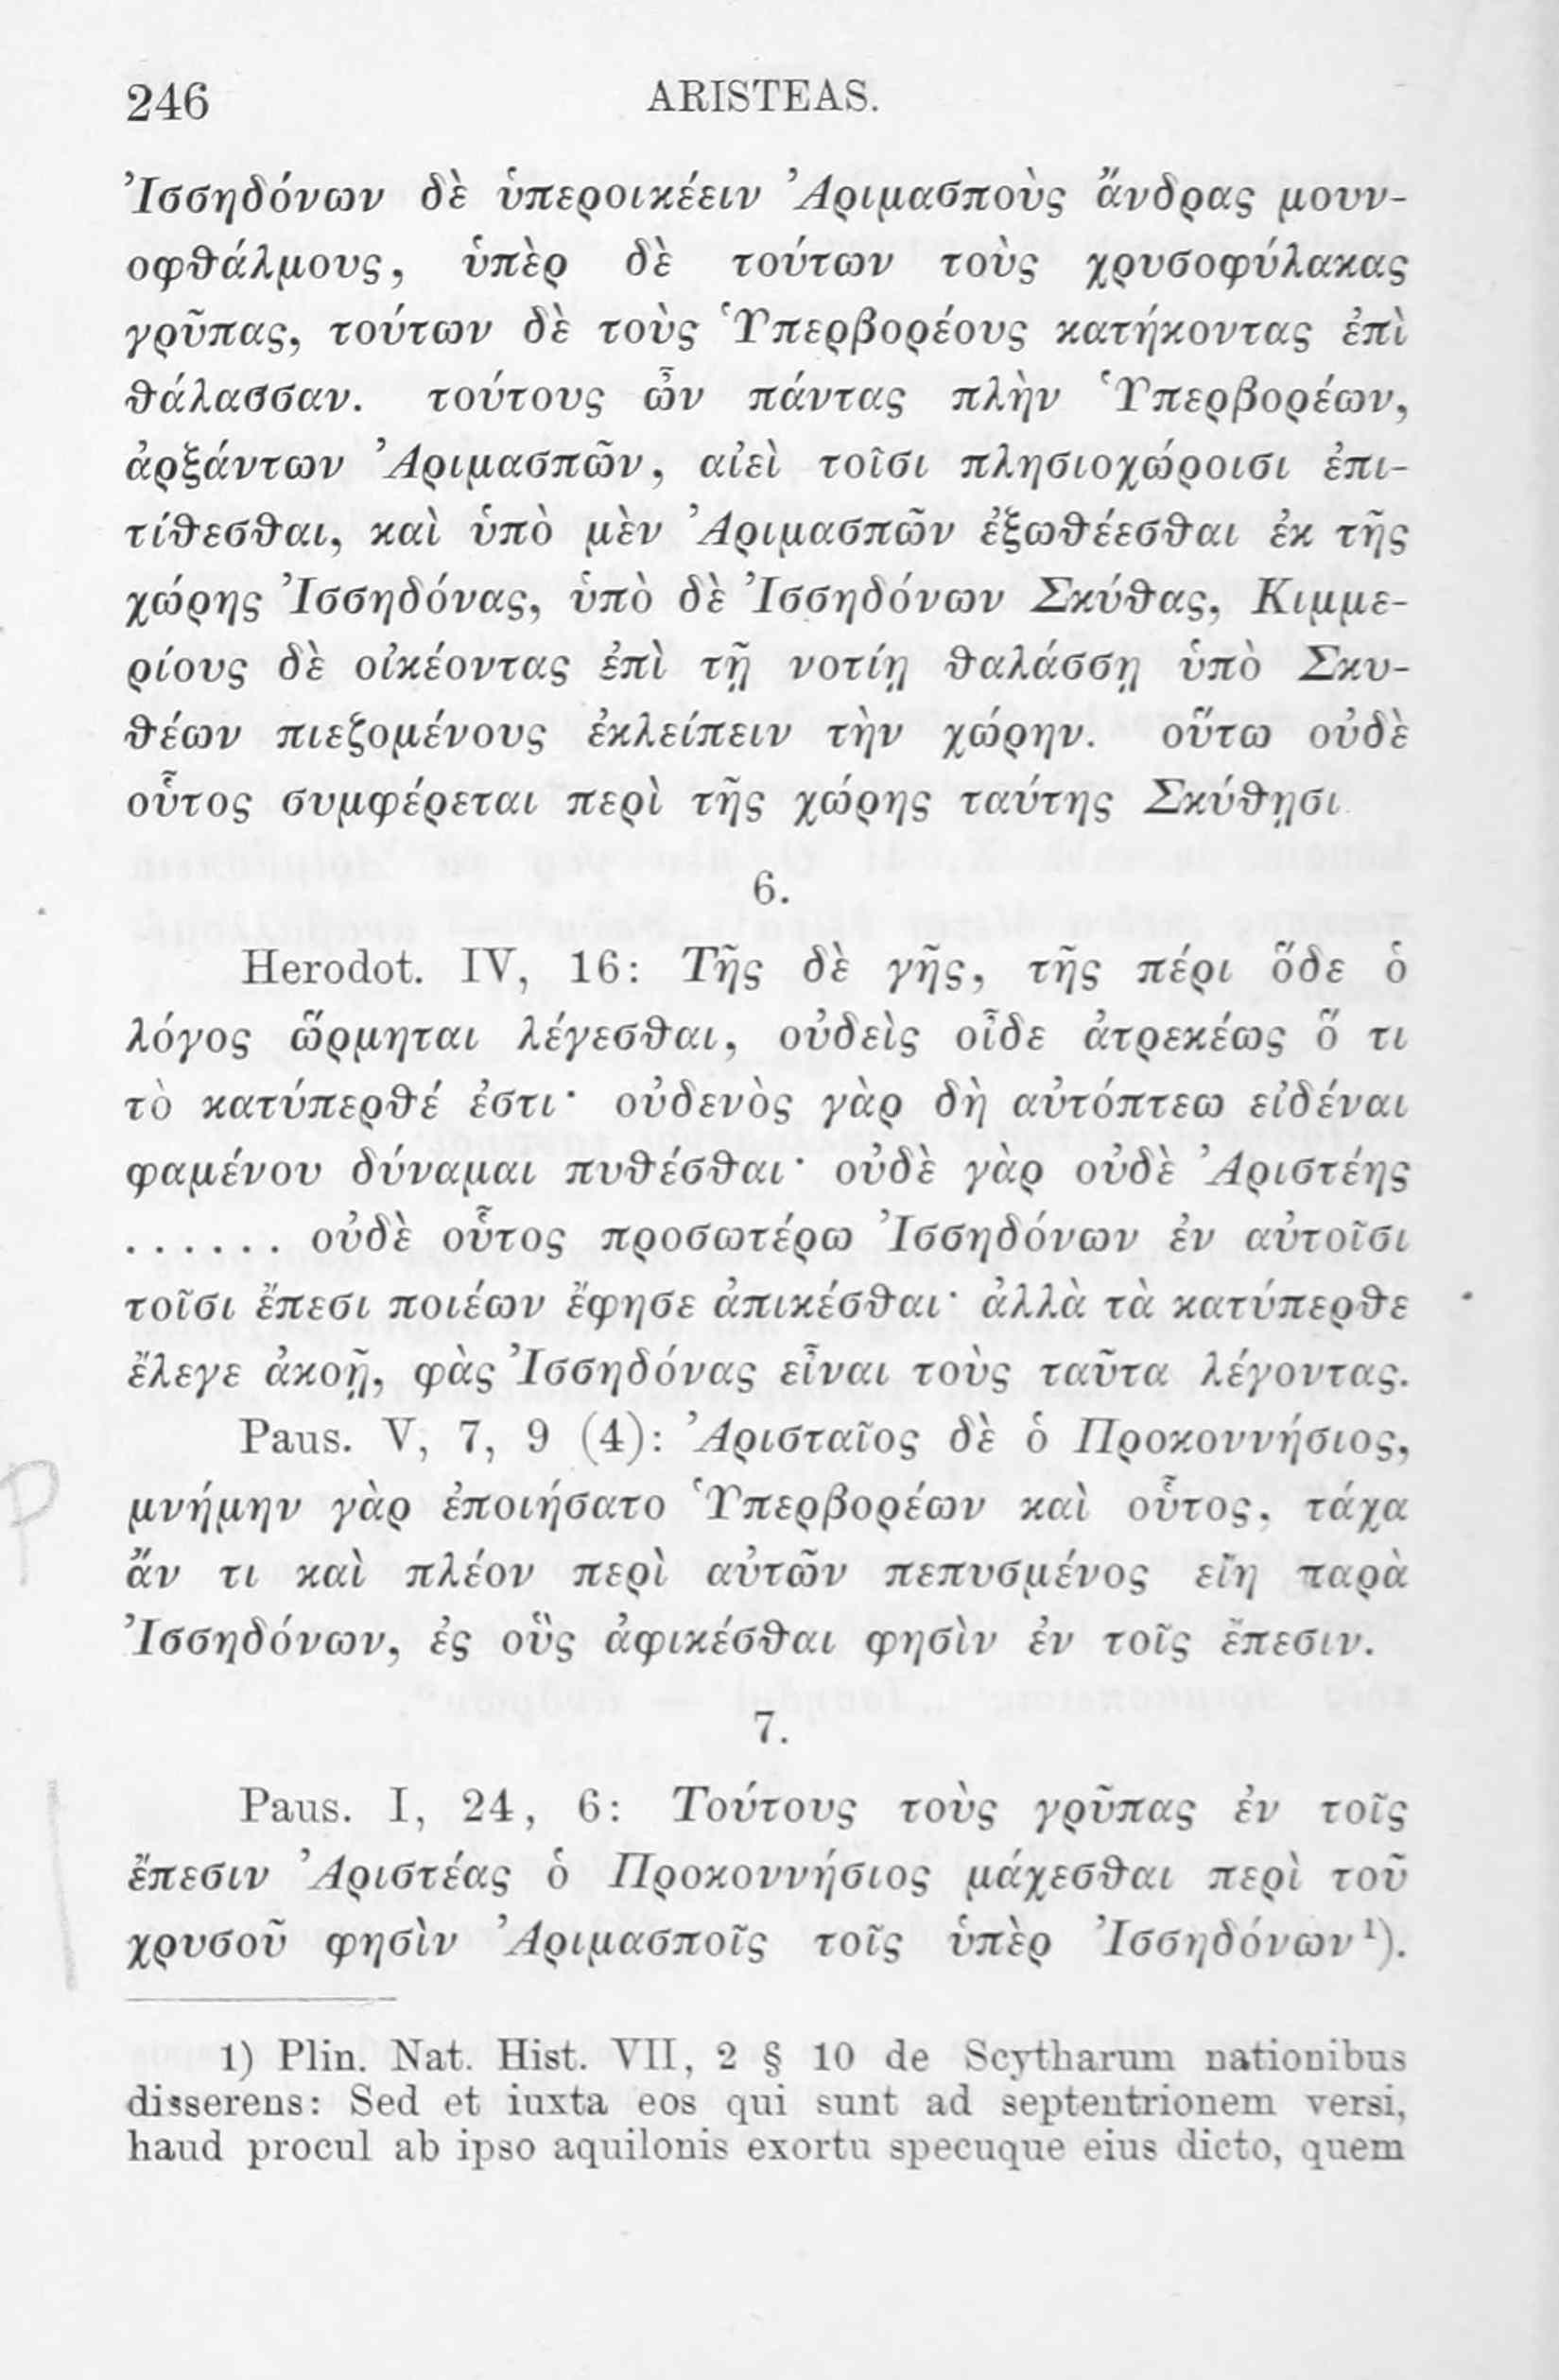 246 ARISTEAS.
Ἰσσηδόνων δὲ ὑπεροικέειν Ἀριμασποὺς ἄνδρας μουν-
οφθάλμους, ὑπὲρ δὲ τούτων τοὺς χρυσοφύλακας
γρῦπας, τούτων δὲ τοὺς Ὑπερβορέους κατήκοντας ἐπὶ
θάλασσαν. τούτους ὦν πάντας πλὴν Ὑπερβορέων,
ἀρξάντων Ἀριμασπῶν, αἰεὶ τοῖσι πλησιοχώροισι ἐπι-
τίθεσθαι, καὶ ὑπὸ μὲν Ἀριμασπῶν ἐξωθέεσθαι ἐκ τῆς
χώρης Ἰσσηδόνας, ὑπὸ δὲ Ἰσσηδόνων Σκύθας, Κιμμε-
ρίους δὲ οἰκέοντας ἐπὶ τῇ νοτίῃ θαλάσσῃ ὑπὸ Σκυ-
θέων πιεζομένους ἐκλείπειν τὴν χώρην. οὕτω οὐδὲ
οὗτος συμφέρεται περὶ τῆς χώρης ταύτης Σκύθῃσι
6.
Herodot. IV, 16: Τῆς δὲ γῆς, τῆς πέρι ὅδε ὁ
λόγος ὥρμηται λέγεσθαι, οὐδεὶς οἶδε ἀτρεκέως ὅ τι
τὸ κατύπερθέ ἐστι· οὐδενὸς γὰρ δὴ αὐτόπτεω εἰδέναι
φαμένου δύναμαι πυθέσθαι· οὐδὲ γὰρ οὐδὲ Ἀριστέης
...... οὐδὲ οὗτος προσωτέρω Ἰσσηδόνων ἐν αὐτοῖσι
τοῖσι ἔπεσι ποιέων ἔφησε ἀπικέσθαι· ἀλλὰ τὰ κατύπερθε
ἔλεγε ἀκοῇ, φὰς Ἰσσηδόνας εἶναι τοὺς ταῦτα λέγοντας.
Paus. V, 7, 9 (4): Ἀρισταῖος δὲ ὁ Προκοννήσιος,
μνήμην γὰρ ἐποιήσατο Ὑπερβορέων καὶ οὗτος, τάχα
ἄν τι καὶ πλέον περὶ αὐτῶν πεπυσμένος εἴη παρὰ
Ἰσσηδόνων, ἐς οὓς ἀφικέσθαι φησὶν ἐν τοῖς ἔπεσιν.
P
7.
Paus. I, 24, 6: Τούτους τοὺς γρῦπας ἐν τοῖς
ἔπεσιν Ἀριστέας ὁ Προκοννήσιος μάχεσθαι περὶ τοῦ
χρυσοῦ φησὶν Ἀριμασποῖς τοῖς ὑπὲρ Ἰσσηδόνων¹).
1) Plin. Nat. Hist. VII, 2 § 10 de Scytharum nationibus
disserens: Sed et iuxta eos qui sunt ad septentrionem versi,
haud procul ab ipso aquilonis exortu specuque eius dicto, quem